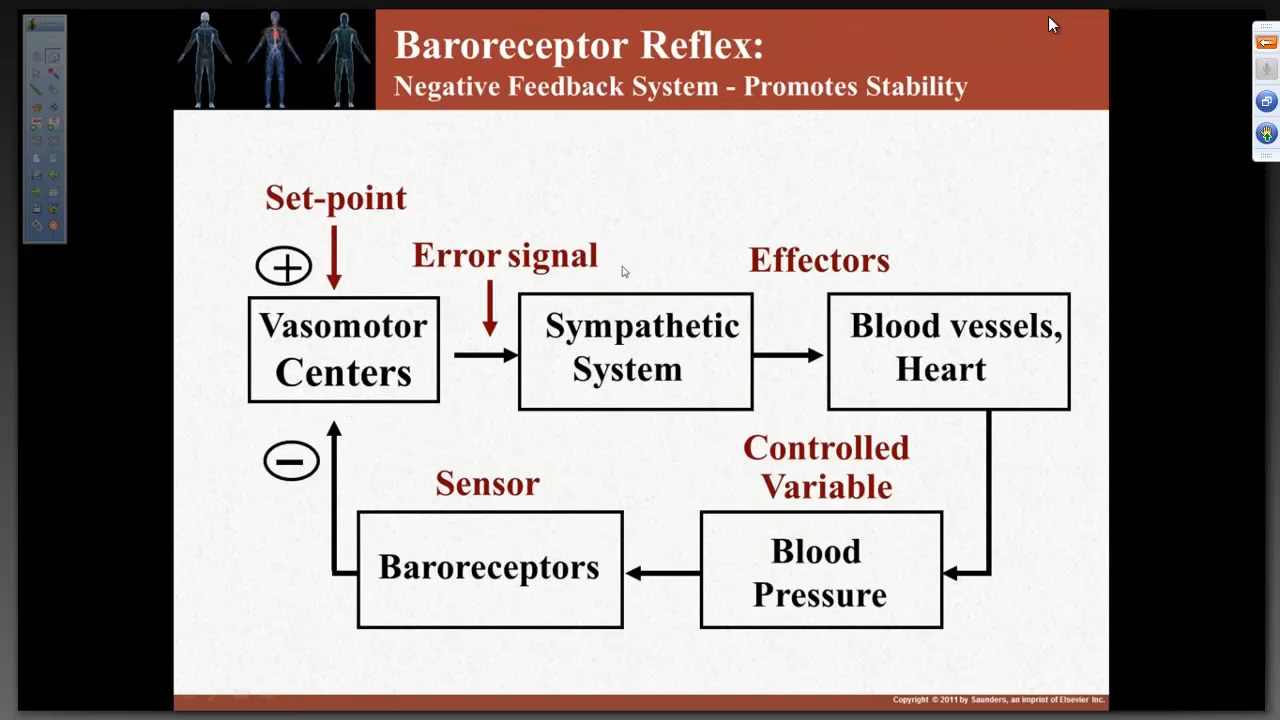 Baroreceptor Reflex:
Negative Feedback System - Promotes Stability
Set-point
Error signal
Effectors
+
Vasomotor
Centers
Sympathetic
System
Blood vessels,
Heart
−
Sensor
Controlled
Variable
Baroreceptors
Blood
Pressure
Copyright © 2011 by Saunders, an imprint of Elsevier Inc.